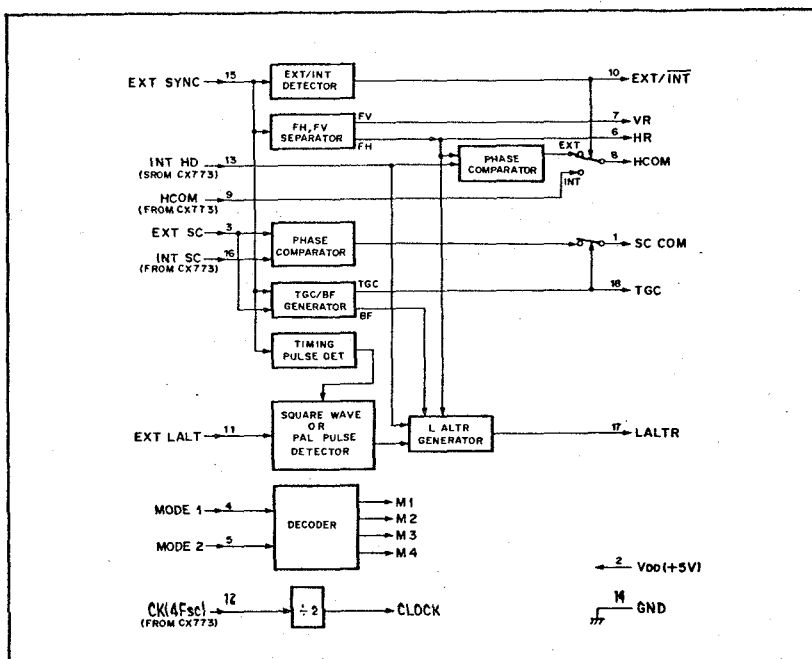 EXT SYNC 15
EXT/INT
DETECTOR
10 EXT/INT
FH, FV
SEPARATOR
FV
FH
7 VR
6 HR
INT HD 13
(SROM CX773)
PHASE
COMPARATOR
EXT
INT
8 HCOM
HCOM 9
(FROM CX773)
EXT SC 3
INT SC 16
(FROM CX773)
PHASE
COMPARATOR
1 SC COM
TGC/BF
GENERATOR
TGC
BF
18 TGC
TIMING
PULSE DET
EXT LALT 11
SQUARE WAVE
OR
PAL PULSE
DETECTOR
L ALTR
GENERATOR
17 LALTR
MODE 1 4
MODE 2 5
DECODER
M1
M2
M3
M4
2 VDD (+5V)
CK(4Fsc) 12
(FROM CX773)
÷2
CLOCK
14 GND